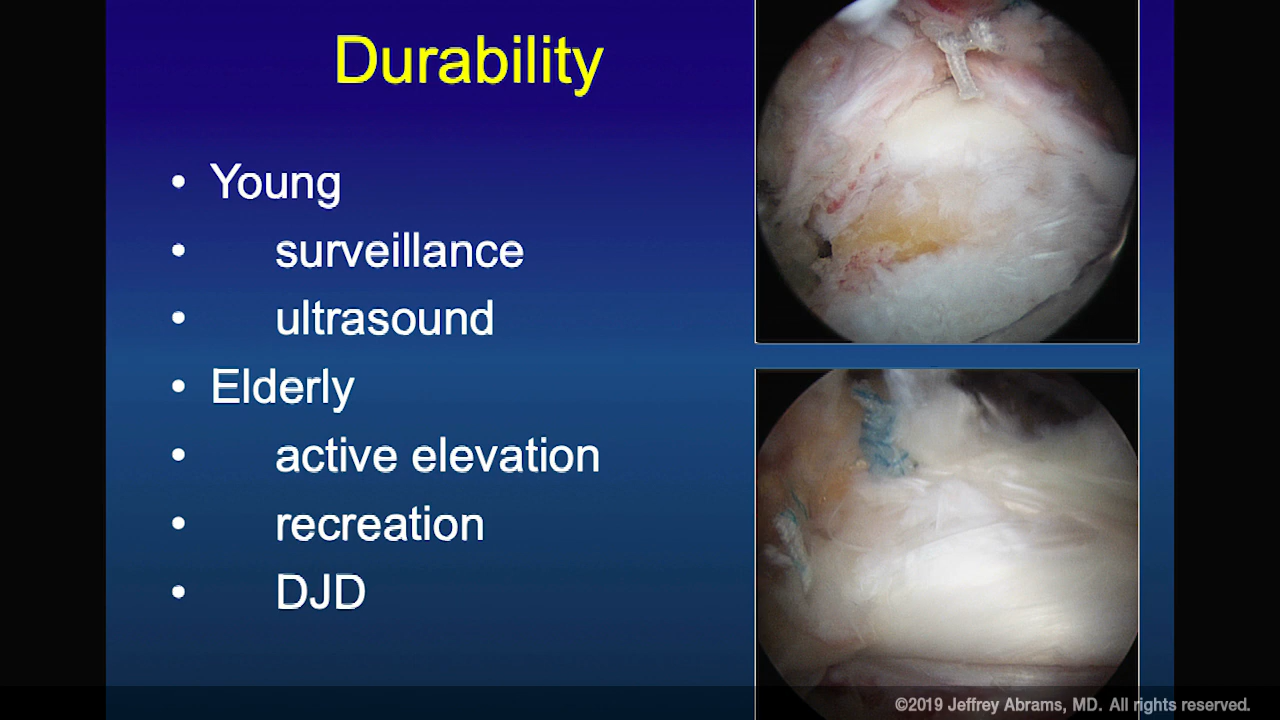 Durability
• Young
• surveillance
• ultrasound
• Elderly
• active elevation
• recreation
• DJD
©2019 Jeffrey Abrams, MD. All rights reserved.